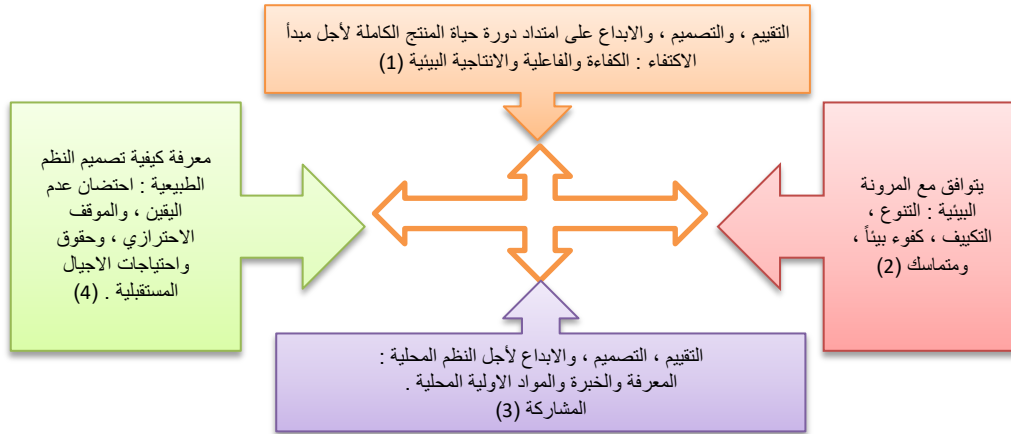 التقييم ، والتصميم ، والابداع على امتداد دورة حياة المنتج الكاملة لأجل مبدأ
الاكتفاء : الكفاءة والفاعلية والانتاجية البيئية (1)
يتوافق مع المرونة
البيئية : التنوع ،
التكييف ، كفوء بيئاً ،
ومتماسك (2)
التقييم ، التصميم ، والابداع لأجل النظم المحلية :
المعرفة والخبرة والمواد الاولية المحلية .
المشاركة (3)
معرفة كيفية تصميم النظم
الطبيعية : احتضان عدم
اليقين ، والموقف
الاحترازي ، وحقوق
واحتياجات الاجيال
المستقبلية . (4)